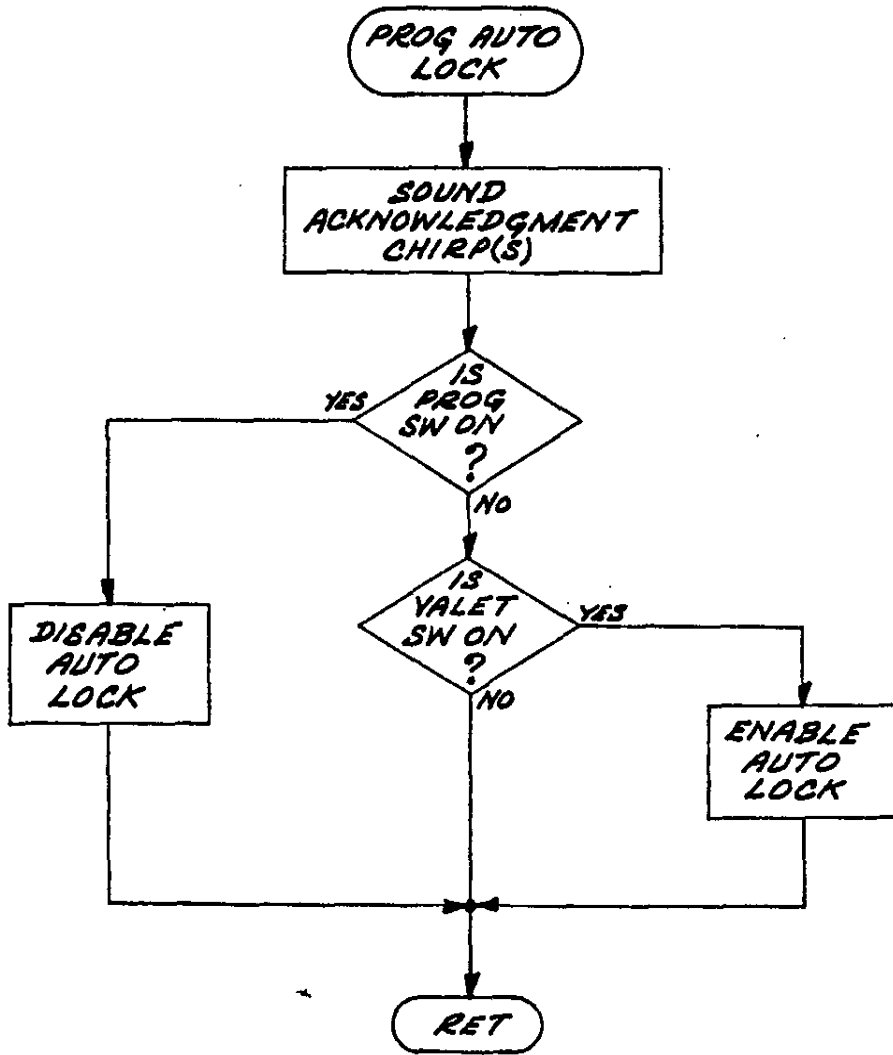 PROG AUTO
LOCK
SOUND
ACKNOWLEDGMENT
CHIRP(S)
IS
PROG
SW ON
?
YES
NO
IS
VALET
SW ON
?
YES
NO
DISABLE
AUTO
LOCK
ENABLE
AUTO
LOCK
RET